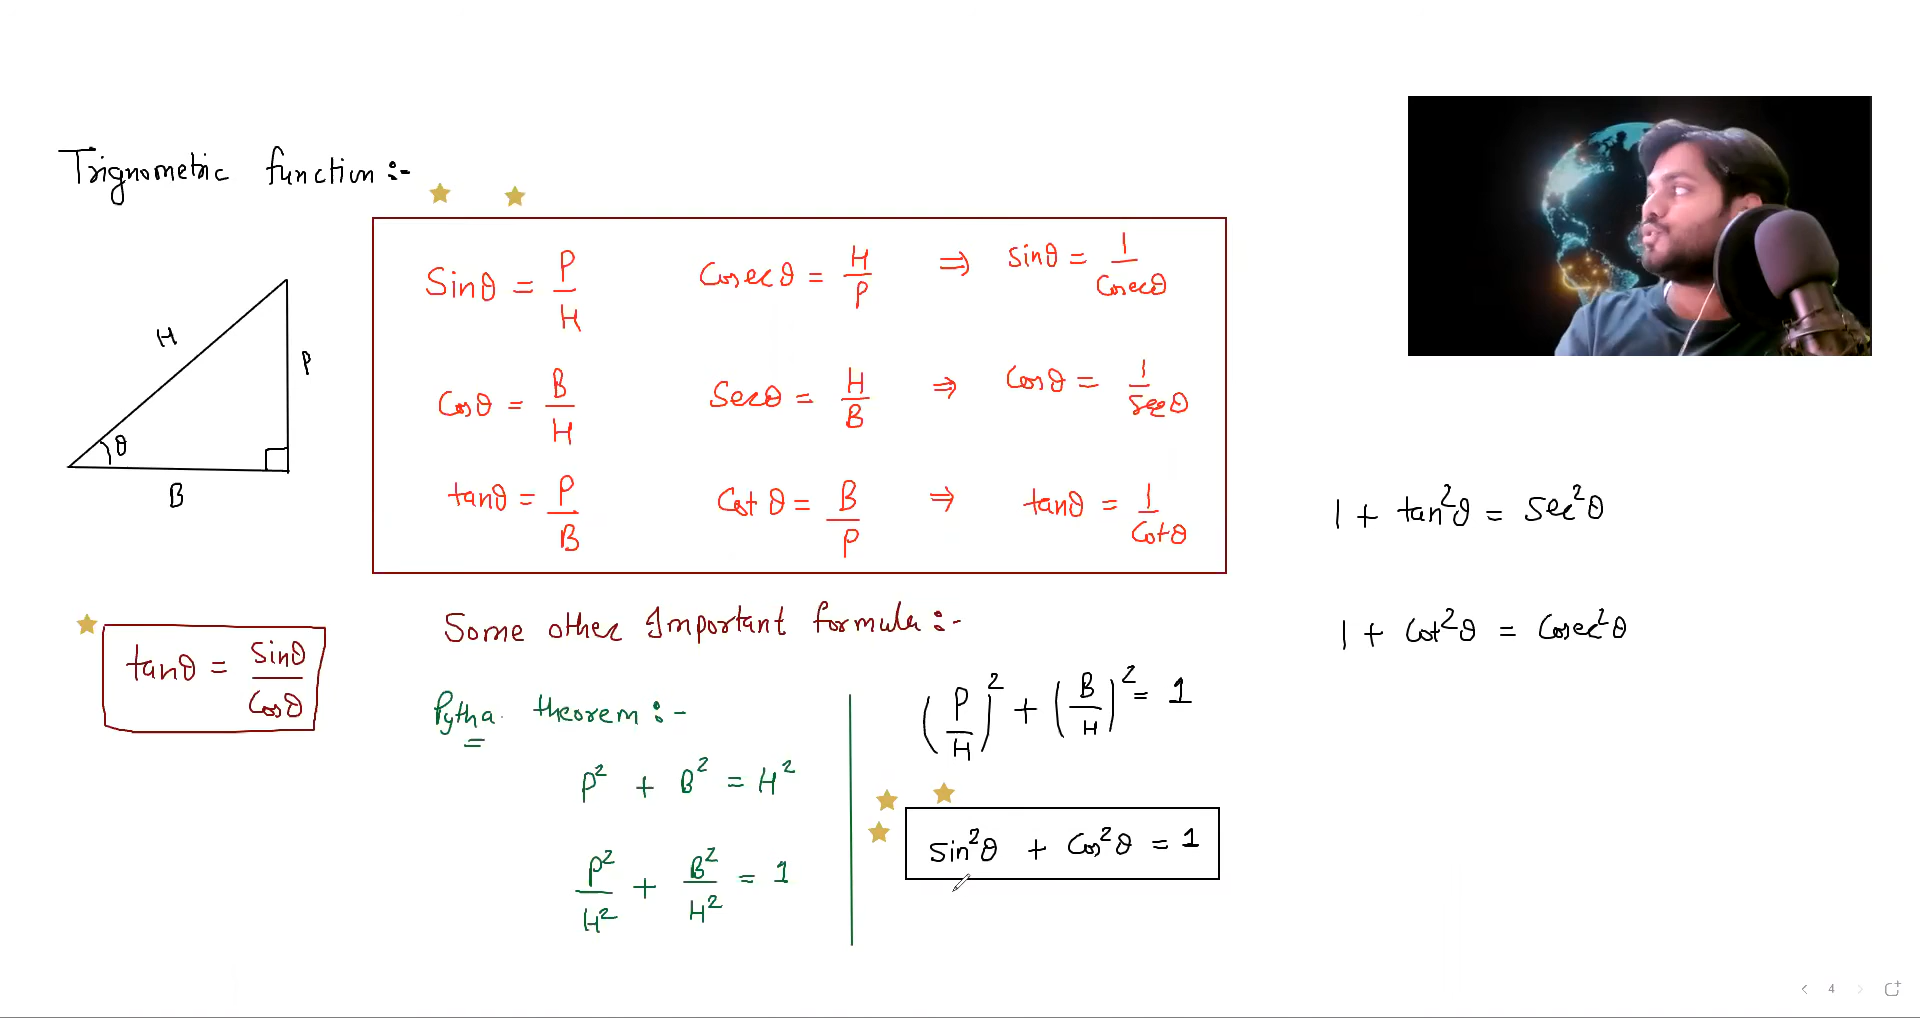 Trignometric function :-
H
P
θ
B
Sinθ = P/H
Cosecθ = H/P ⇒ Sinθ = 1/Cosecθ
Cosθ = B/H
Secθ = H/B ⇒ Cosθ = 1/Secθ
tanθ = P/B
Cotθ = B/P ⇒ tanθ = 1/Cotθ
tanθ = Sinθ/Cosθ
Some other Important formula :-
Pytha. theorem :-
P² + B² = H²
P²/H² + B²/H² = 1
(P/H)² + (B/H)² = 1
Sin²θ + Cos²θ = 1
1 + tan²θ = Sec²θ
1 + Cot²θ = Cosec²θ
4